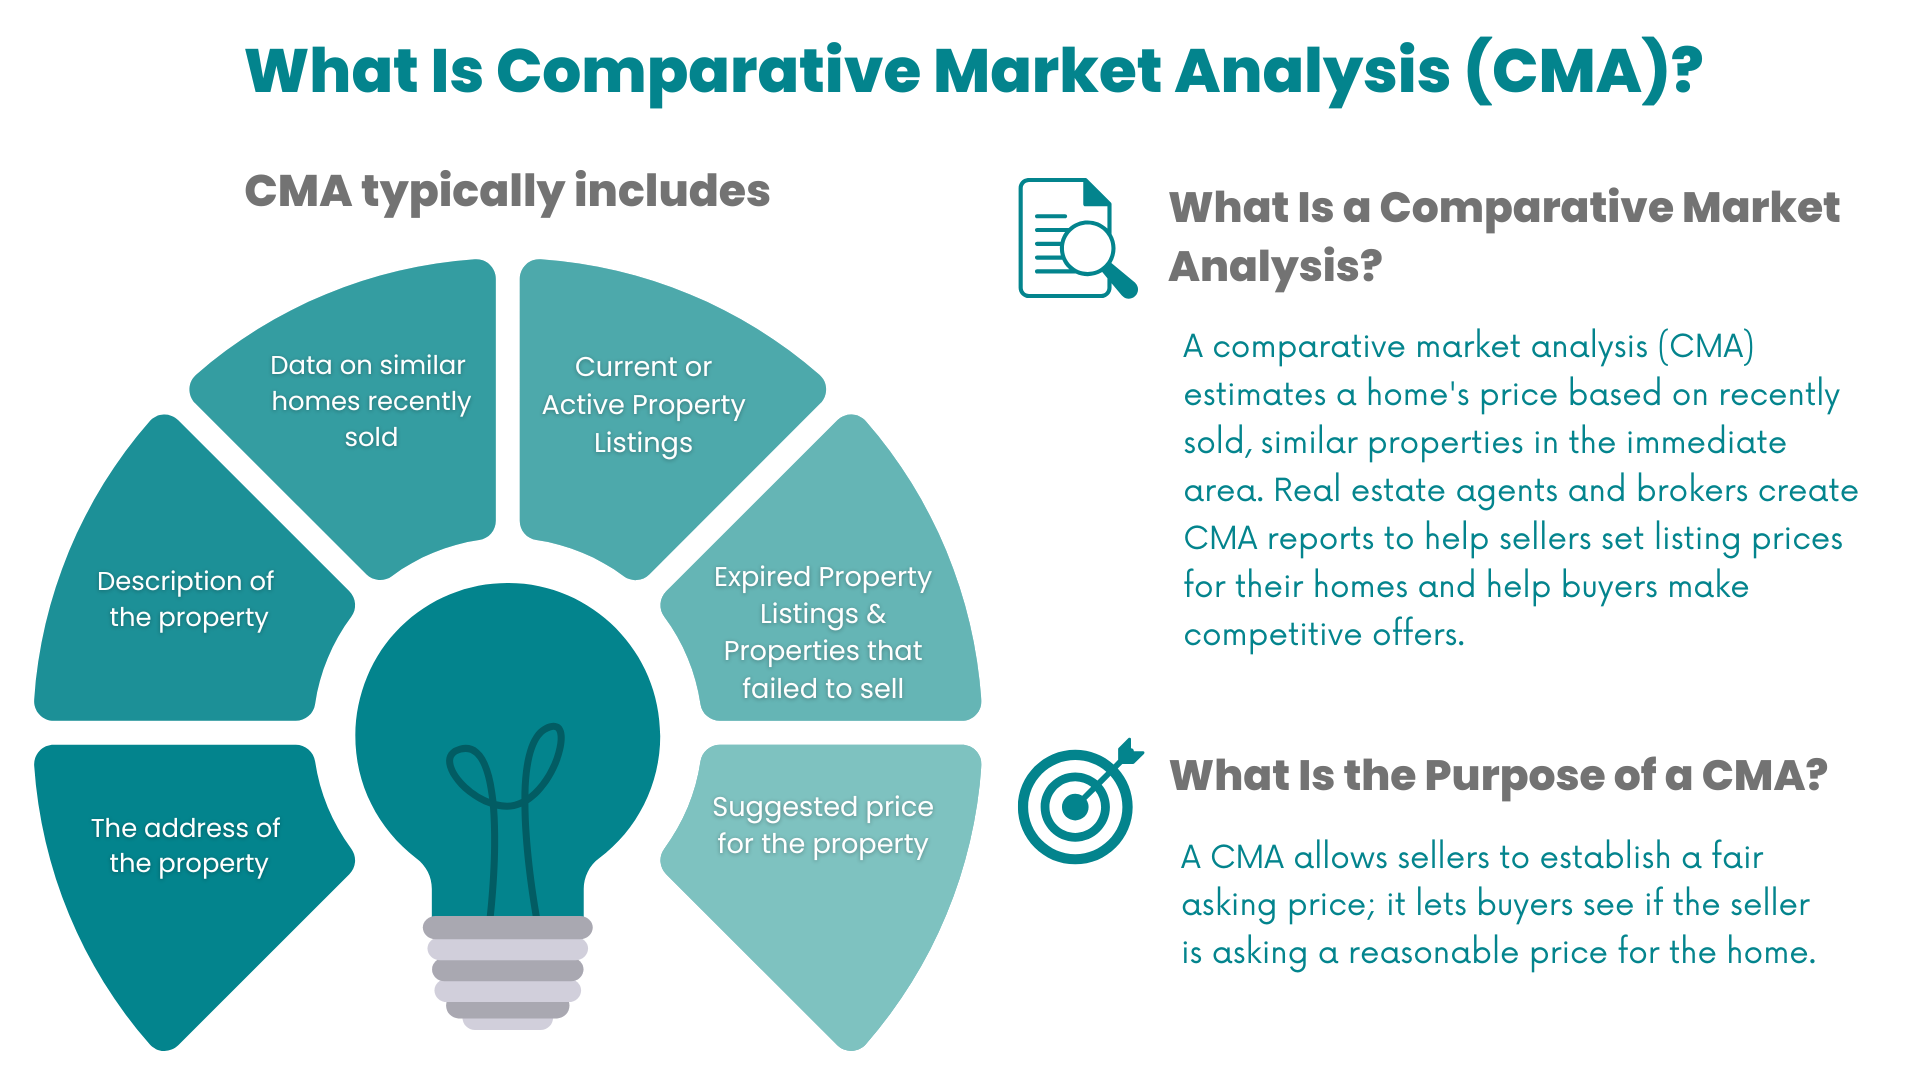 What Is Comparative Market Analysis (CMA)?
CMA typically includes
The address of
the property
Description of
the property
Data on similar
homes recently
sold
Current or
Active Property
Listings
Expired Property
Listings &
Properties that
failed to sell
Suggested price
for the property
What Is a Comparative Market
Analysis?
A comparative market analysis (CMA)
estimates a home's price based on recently
sold, similar properties in the immediate
area. Real estate agents and brokers create
CMA reports to help sellers set listing prices
for their homes and help buyers make
competitive offers.
What Is the Purpose of a CMA?
A CMA allows sellers to establish a fair
asking price; it lets buyers see if the seller
is asking a reasonable price for the home.